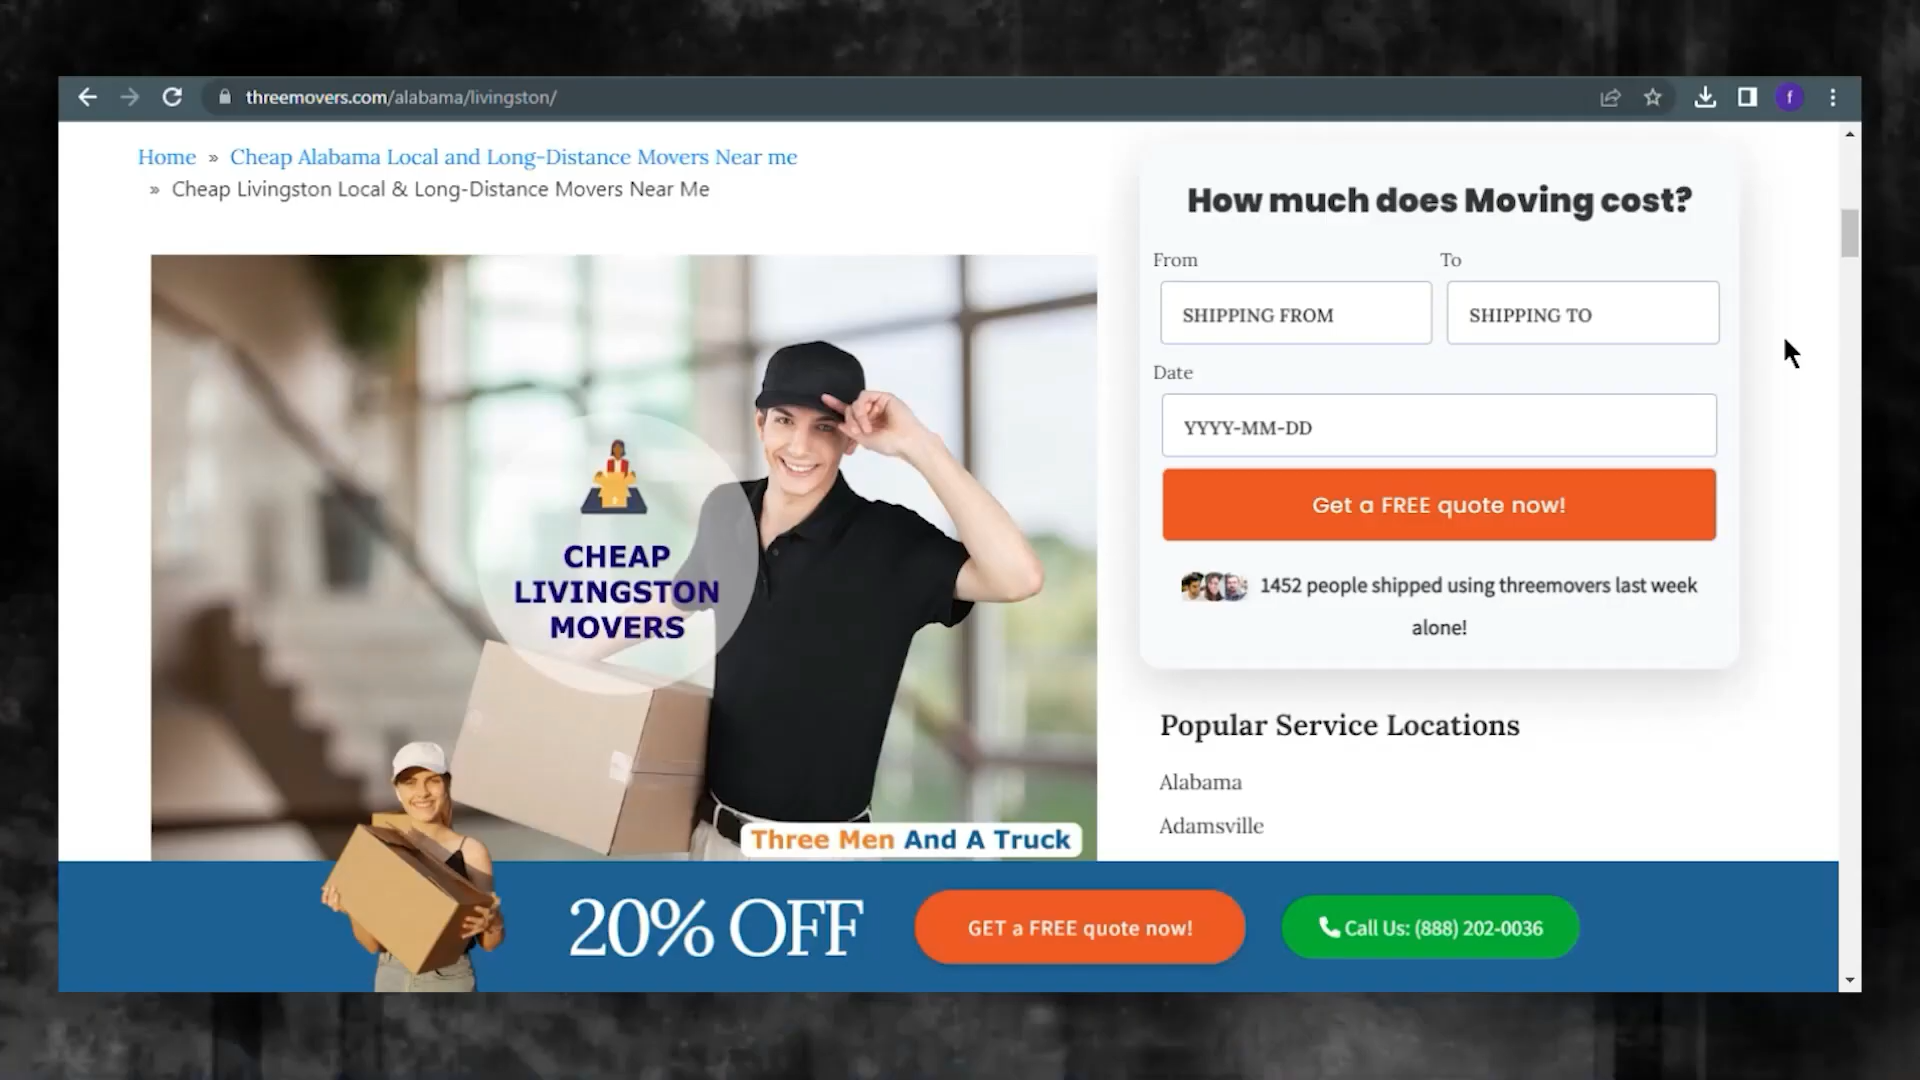 threemovers.com/alabama/livingston/
f
Home » Cheap Alabama Local and Long-Distance Movers Near me
» Cheap Livingston Local & Long-Distance Movers Near Me
CHEAP
LIVINGSTON
MOVERS
Three Men And A Truck
How much does Moving cost?
From To
SHIPPING FROM SHIPPING TO
Date
YYYY-MM-DD
Get a FREE quote now!
1452 people shipped using threemovers last week
alone!
Popular Service Locations
Alabama
Adamsville
20% OFF GET a FREE quote now! Call Us: (888) 202-0036